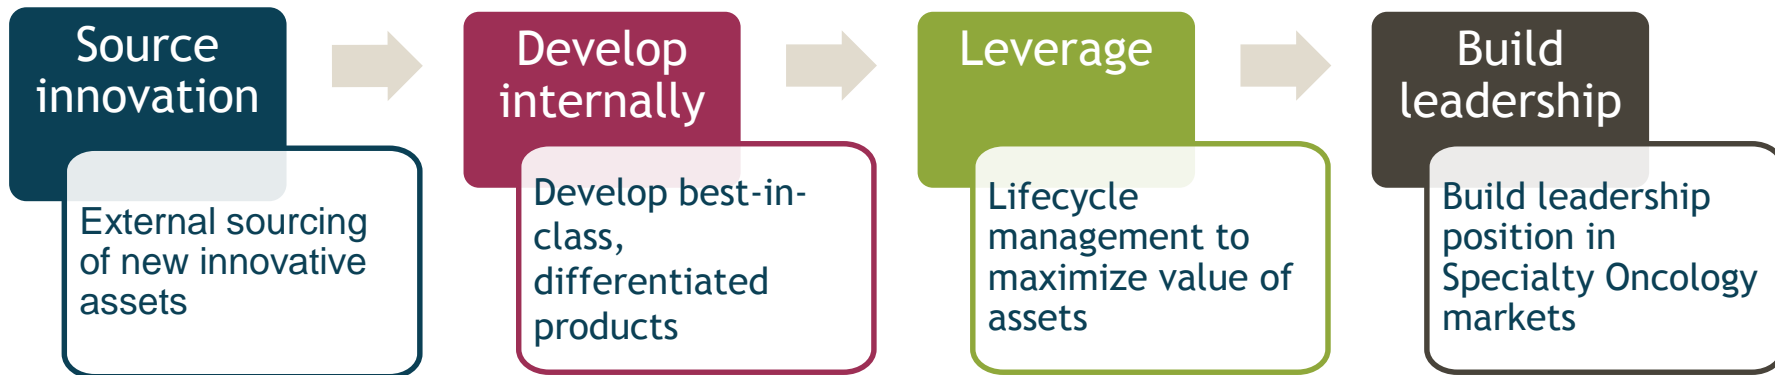 Source
innovation
External sourcing
of new innovative
assets
Develop
internally
Develop best-in-
class,
differentiated
products
Leverage
Lifecycle
management to
maximize value of
assets
Build
leadership
Build leadership
position in
Specialty Oncology
markets